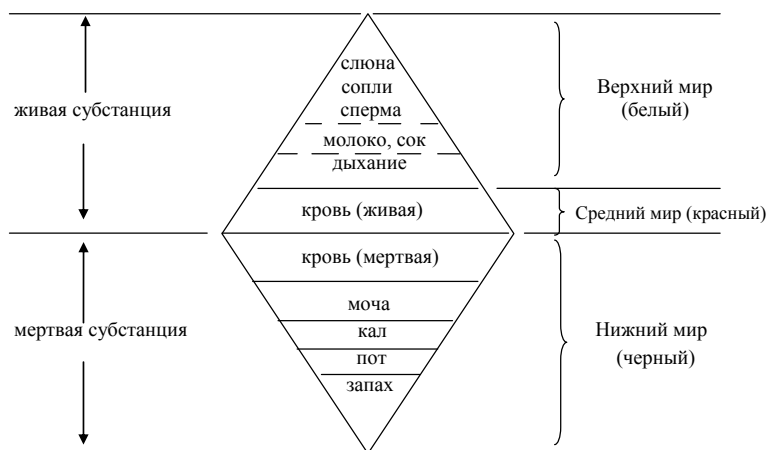 слюна
сопли
сперма
молоко, сок
дыхание
живая субстанция
Верхний мир
(белый)
кровь (живая)
Средний мир (красный)
кровь (мертвая)
моча
кал
пот
запах
мертвая субстанция
Нижний мир
(черный)